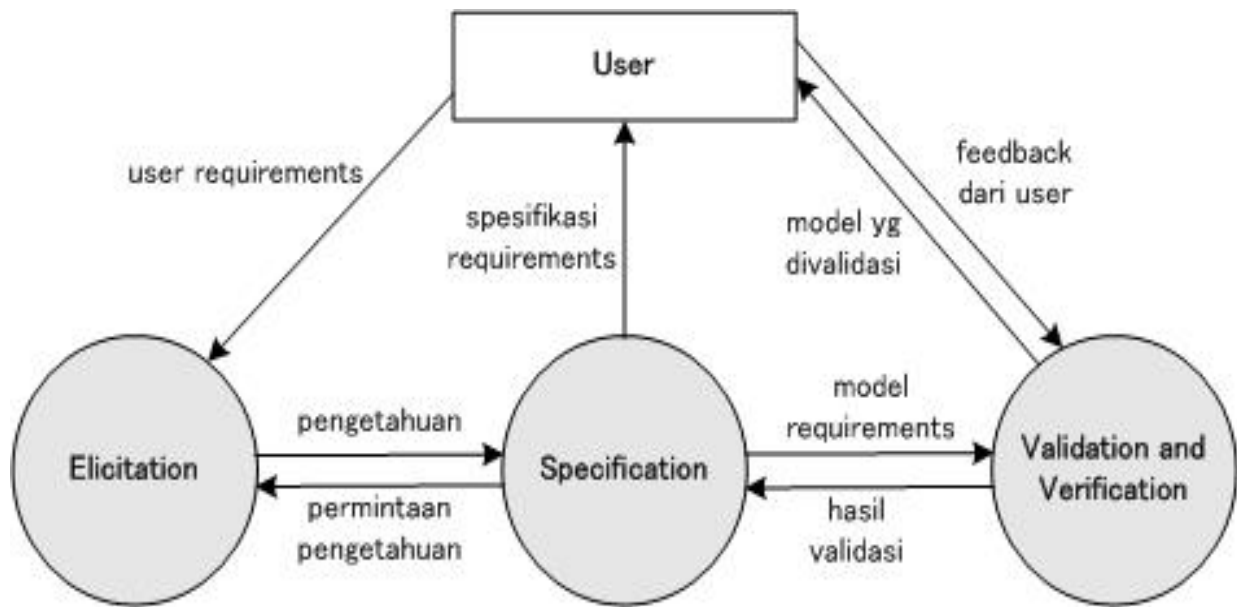 User
user requirements
spesifikasi
requirements
model yg
divalidasi
feedback
dari user
Elicitation
pengetahuan
permintaan
pengetahuan
Specification
model
requirements
hasil
validasi
Validation and
Verification